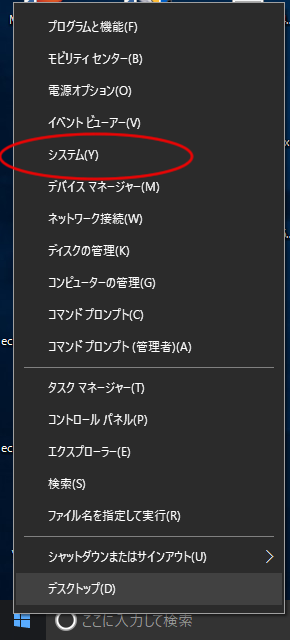 プログラムと機能(F)
モビリティ センター(B)
電源オプション(O)
イベント ビューアー(V)
システム(Y)
デバイス マネージャー(M)
ネットワーク接続(W)
ディスクの管理(K)
コンピューターの管理(G)
コマンド プロンプト(C)
コマンド プロンプト (管理者)(A)
タスク マネージャー(T)
コントロール パネル(P)
エクスプローラー(E)
検索(S)
ファイル名を指定して実行(R)
シャットダウンまたはサインアウト(U)
デスクトップ(D)
ここに入力して検索